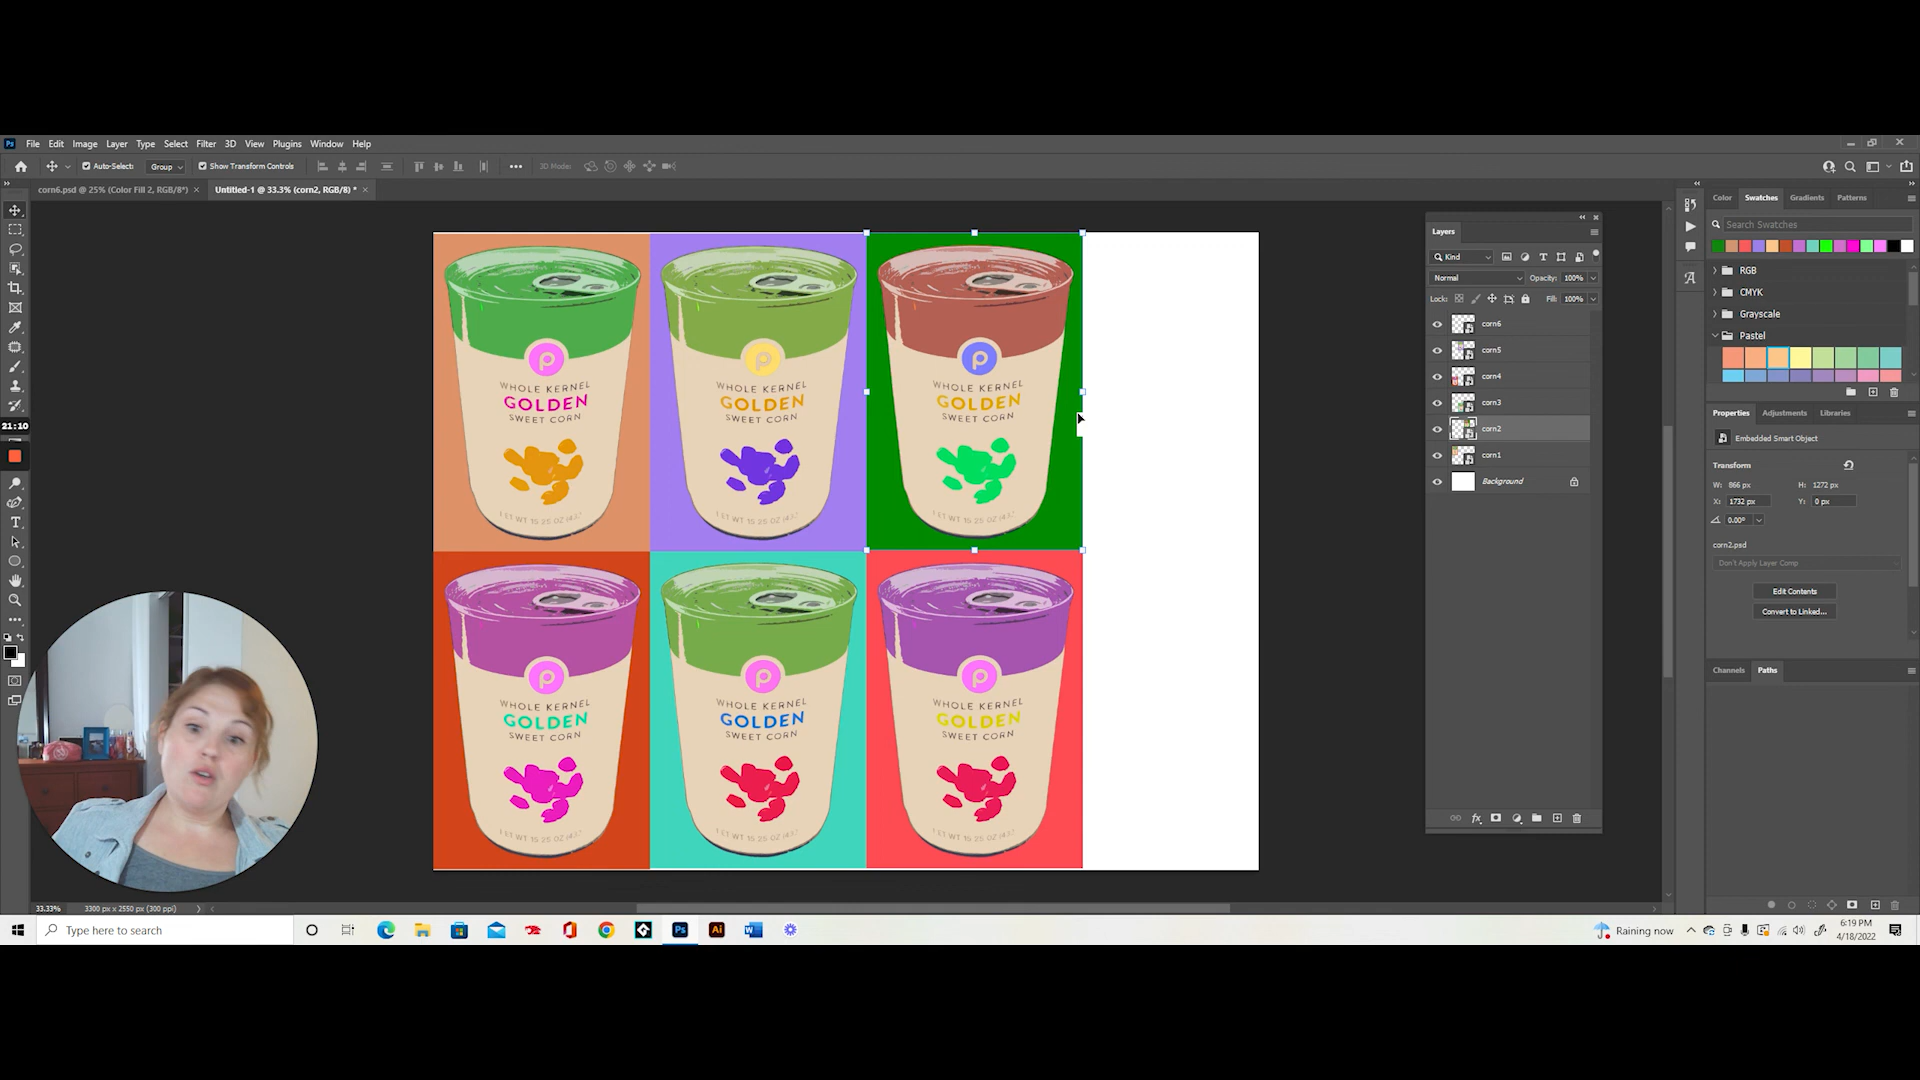 Ps File Edit Image Layer Type Select Filter 3D View Plugins Window Help
Auto-Select: Group Show Transform Controls 3D Mode:
corn6.psd @ 25% (Color Fill 2, RGB/8*) × Untitled-1 @ 33.3% (corn2, RGB/8) * ×
Color Swatches Gradients Patterns
Search Swatches
RGB
CMYK
Grayscale
Pastel
Layers
Kind
Normal Opacity: 100%
Lock: Fill: 100%
corn6
corn5
corn4
corn3
corn2
corn1
Background
Properties Adjustments Libraries
Embedded Smart Object
Transform
W: 866 px H: 1272 px
X: 1732 px Y: 0 px
0.00°
corn2.psd
Don't Apply Layer Comp
Edit Contents
Convert to Linked...
Channels Paths
21:10
P
WHOLE KERNEL
GOLDEN
SWEET CORN
P
WHOLE KERNEL
GOLDEN
SWEET CORN
P
WHOLE KERNEL
GOLDEN
SWEET CORN
P
WHOLE KERNEL
GOLDEN
SWEET CORN
P
WHOLE KERNEL
GOLDEN
SWEET CORN
P
WHOLE KERNEL
GOLDEN
SWEET CORN
33.33% 3300 px x 2550 px (300 ppi)
Type here to search
Ps Ai W
Raining now
6:19 PM
4/18/2022